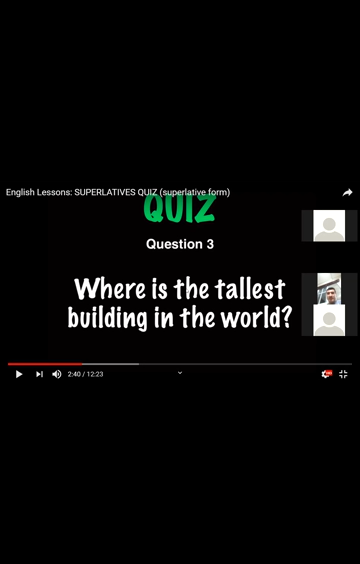 English Lessons: SUPERLATIVES QUIZ (superlative form)
QUIZ
Question 3
Where is the tallest
building in the world?
2:40 / 12:23